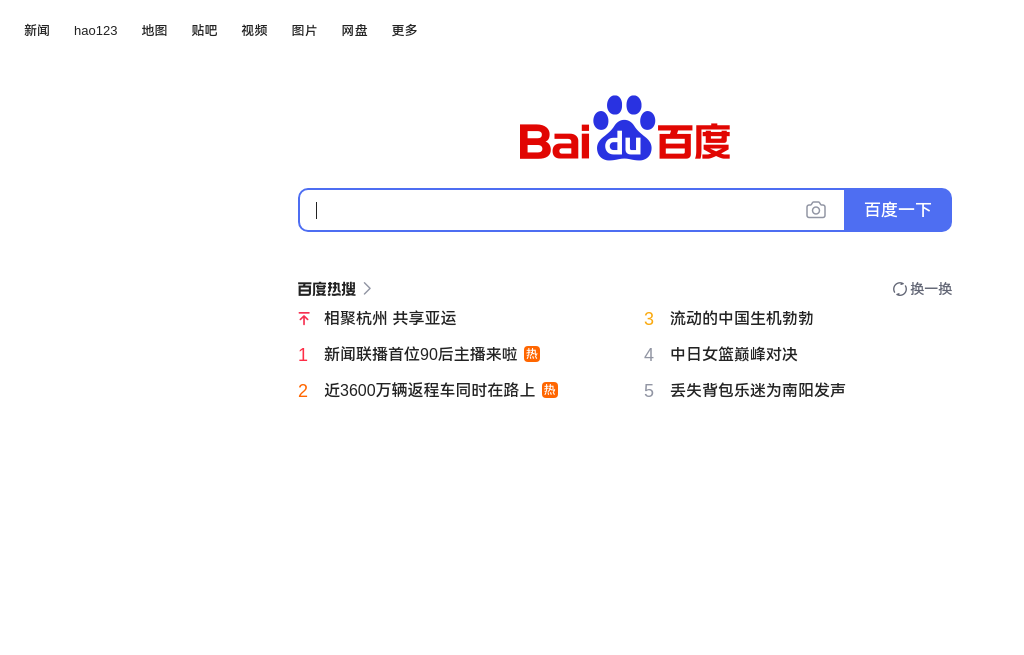 新闻 hao123 地图 贴吧 视频 图片 网盘 更多
Bai du 百度
百度一下
百度热搜 换一换
相聚杭州 共享亚运
1 新闻联播首位90后主播来啦 热
2 近3600万辆返程车同时在路上 热
3 流动的中国生机勃勃
4 中日女篮巅峰对决
5 丢失背包乐迷为南阳发声